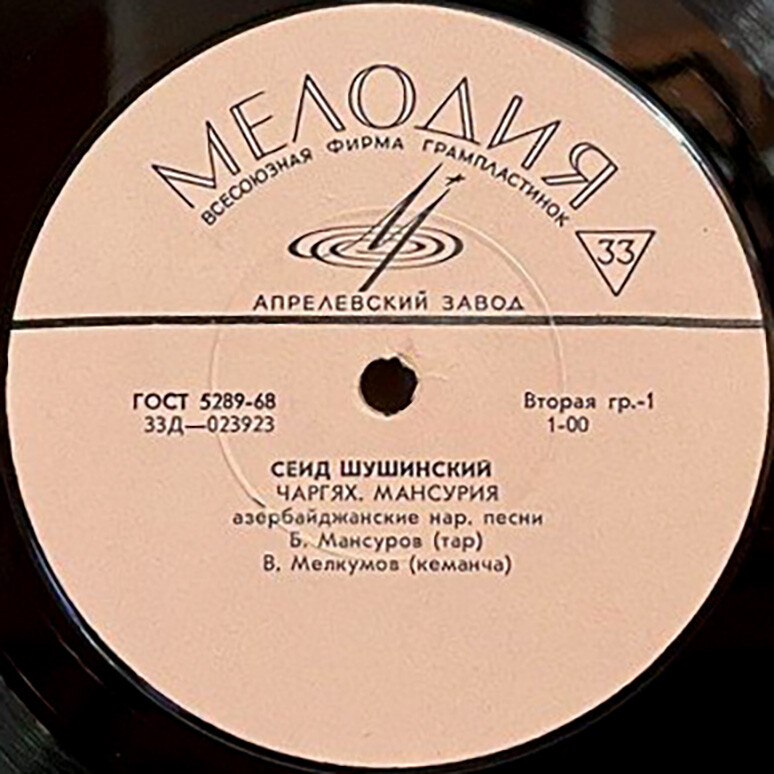 МЕЛОДИЯ
ВСЕСОЮЗНАЯ ФИРМА ГРАМПЛАСТИНОК
33
АПРЕЛЕВСКИЙ ЗАВОД
ГОСТ 5289-68
Вторая гр.-1
33Д—023923
1-00
СЕИД ШУШИНСКИЙ
ЧАРГЯХ. МАНСУРИЯ
азербайджанские нар. песни
Б. Мансуров (тар)
В. Мелкумов (кеманча)